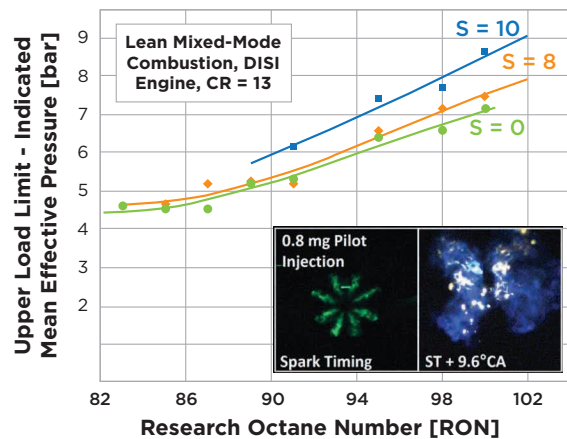 Upper Load Limit - Indicated
Mean Effective Pressure [bar]
9
8
7
6
5
4
3
2
Lean Mixed-Mode
Combustion, DISI
Engine, CR = 13
S = 10
S = 8
S = 0
0.8 mg Pilot
Injection
Spark Timing
ST + 9.6°CA
82
86
90
94
98
102
Research Octane Number [RON]